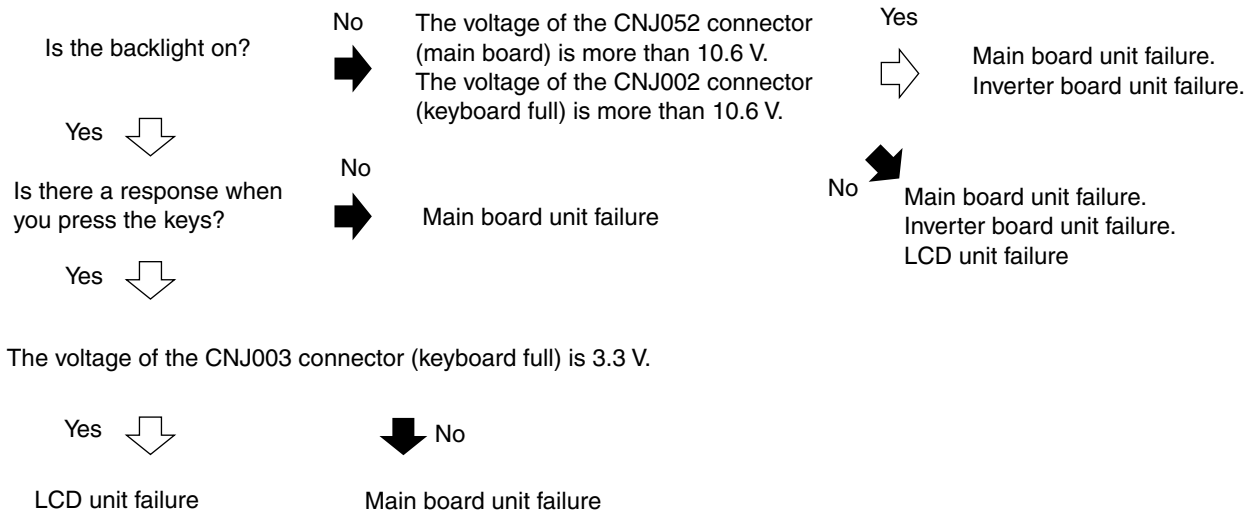 Is the backlight on?
No
The voltage of the CNJ052 connector
(main board) is more than 10.6 V.
The voltage of the CNJ002 connector
(keyboard full) is more than 10.6 V.
Yes
Main board unit failure.
Inverter board unit failure.
Yes
Is there a response when
you press the keys?
No
Main board unit failure
No
Main board unit failure.
Inverter board unit failure.
LCD unit failure
Yes
The voltage of the CNJ003 connector (keyboard full) is 3.3 V.
Yes
No
LCD unit failure
Main board unit failure